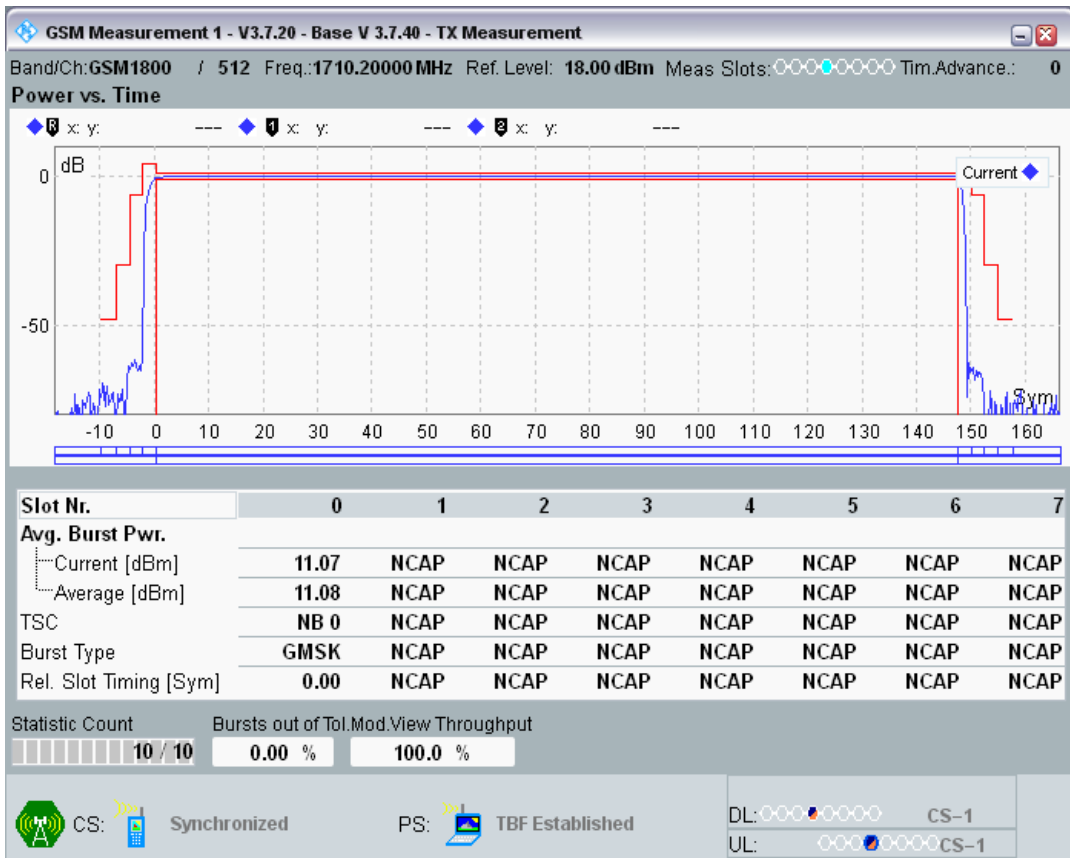 GSM Measurement 1 - V3.7.20 - Base V 3.7.40 - TX Measurement
Band/Ch:GSM1800 / 512 Freq.:1710.20000 MHz Ref. Level: 18.00 dBm Meas Slots: Tim.Advance.: 0
Power vs. Time
R x: y: --- 1 x: y: --- 2 x: y: ---
dB
Current
0
-50
Sym
-10 0 10 20 30 40 50 60 70 80 90 100 110 120 130 140 150 160
Slot Nr. 0 1 2 3 4 5 6 7
Avg. Burst Pwr.
Current [dBm] 11.07 NCAP NCAP NCAP NCAP NCAP NCAP NCAP
Average [dBm] 11.08 NCAP NCAP NCAP NCAP NCAP NCAP NCAP
TSC NB 0 NCAP NCAP NCAP NCAP NCAP NCAP NCAP
Burst Type GMSK NCAP NCAP NCAP NCAP NCAP NCAP NCAP
Rel. Slot Timing [Sym] 0.00 NCAP NCAP NCAP NCAP NCAP NCAP NCAP
Statistic Count Bursts out of Tol.Mod.View Throughput
10 / 10 0.00 % 100.0 %
CS: Synchronized PS: TBF Established
DL: CS-1
UL: CS-1